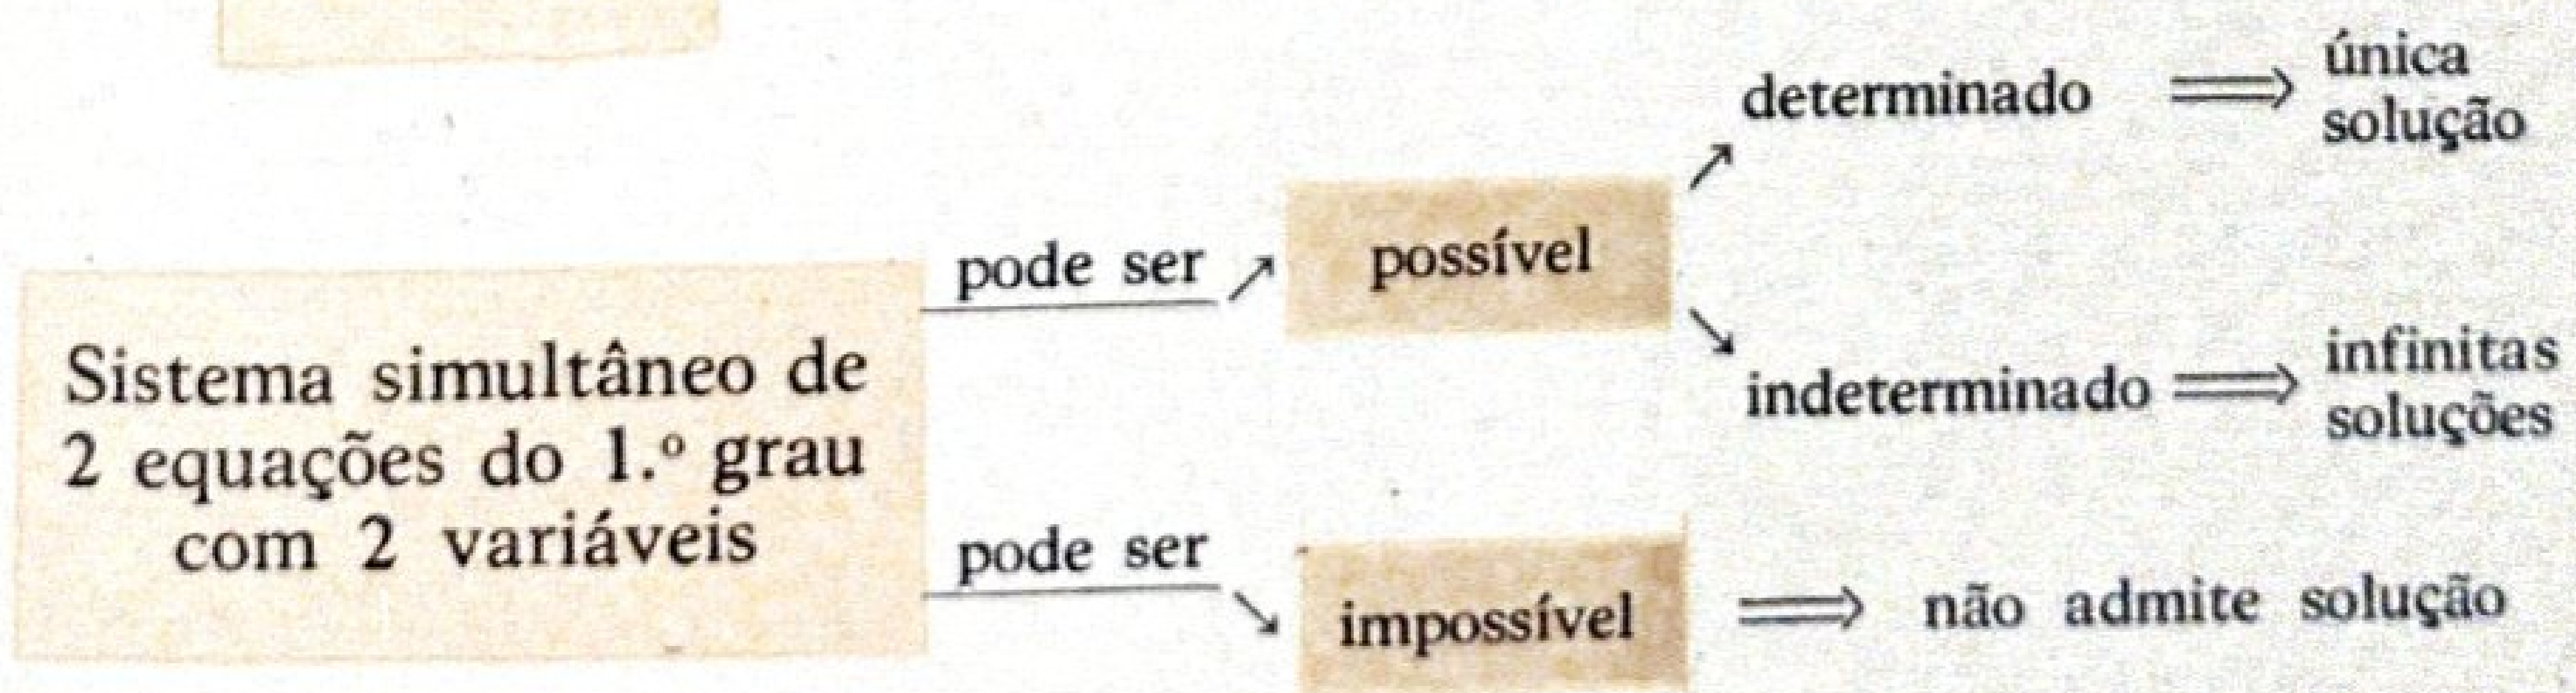 Sistema simultâneo de
2 equações do 1.º grau
com 2 variáveis
pode ser
possível
determinado
única
solução
indeterminado
infinitas
soluções
pode ser
impossível
não admite solução